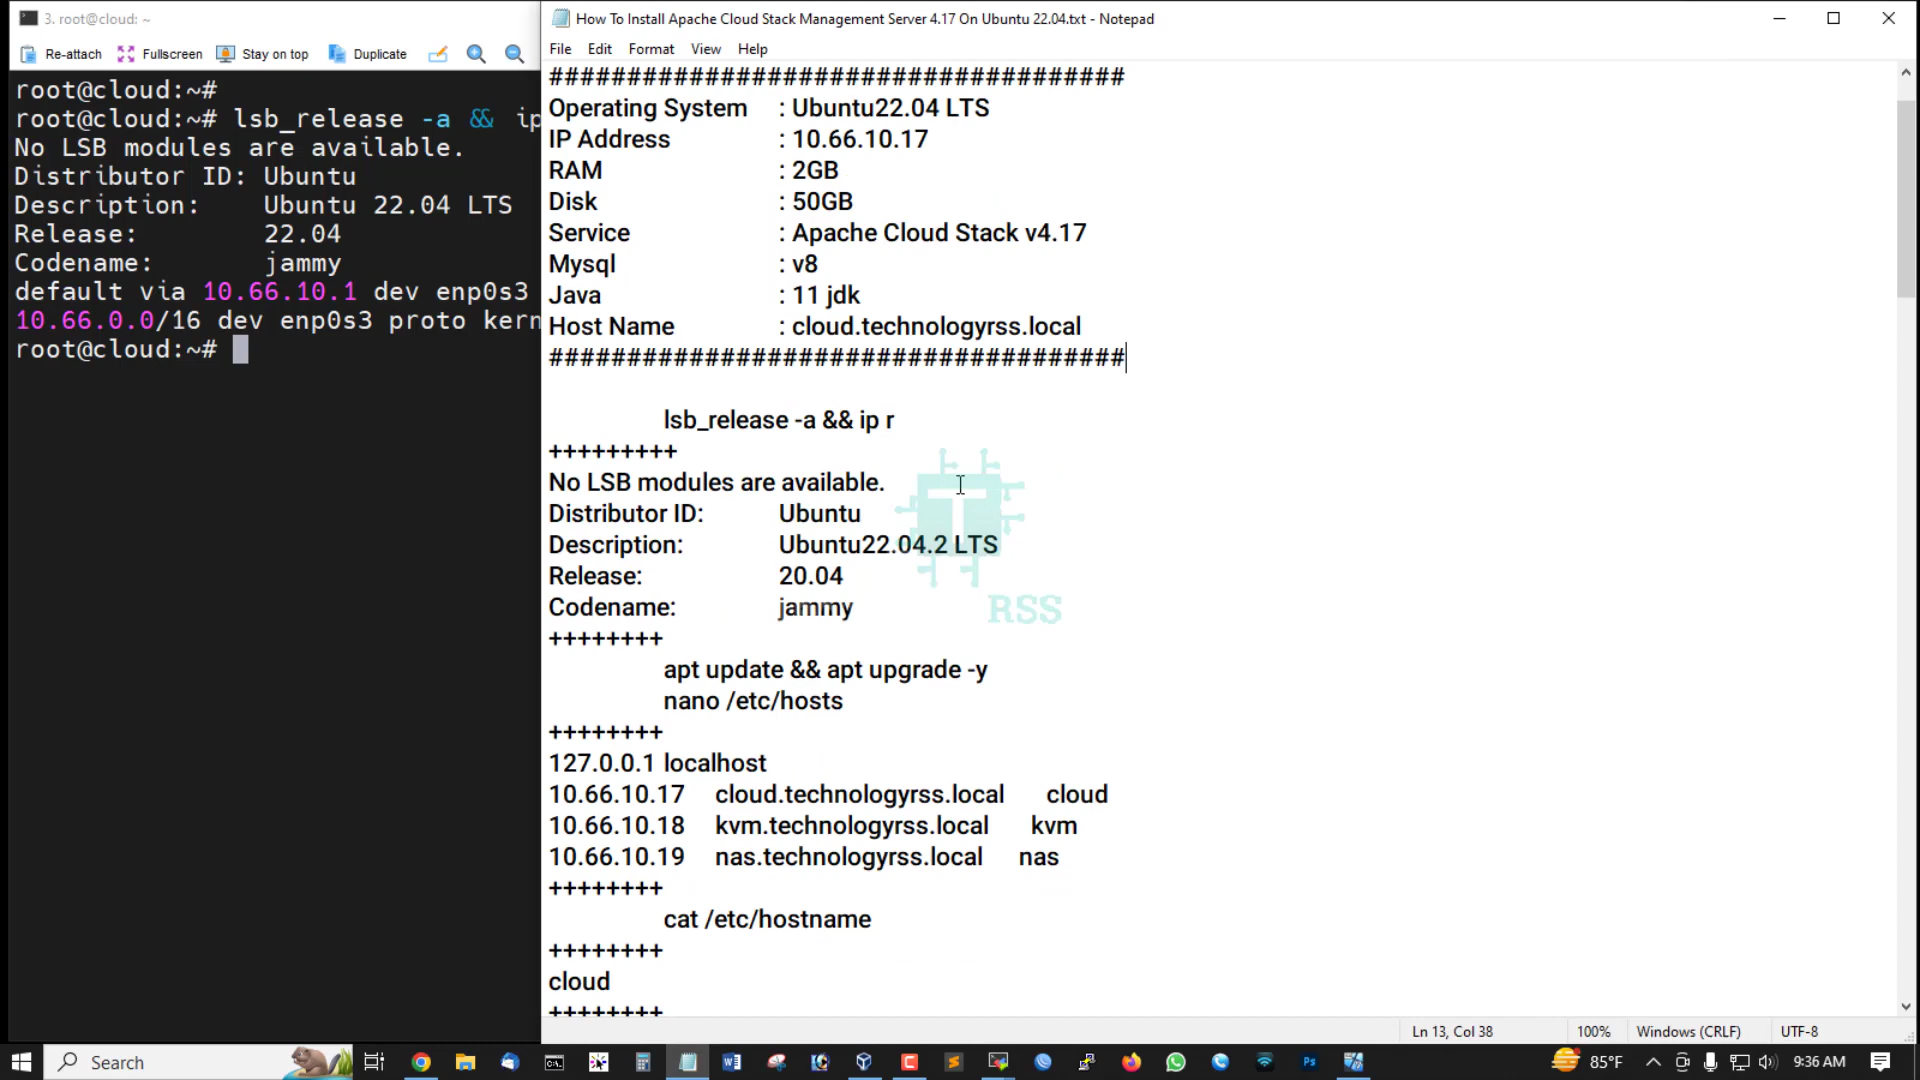 3. root@cloud: ~
Re-attach Fullscreen Stay on top Duplicate
root@cloud:~#
root@cloud:~# lsb_release -a && ip
No LSB modules are available.
Distributor ID: Ubuntu
Description: Ubuntu 22.04 LTS
Release: 22.04
Codename: jammy
default via 10.66.10.1 dev enp0s3
10.66.0.0/16 dev enp0s3 proto kern
root@cloud:~#
How To Install Apache Cloud Stack Management Server 4.17 On Ubuntu 22.04.txt - Notepad
File Edit Format View Help
#####################################
Operating System : Ubuntu22.04 LTS
IP Address : 10.66.10.17
RAM : 2GB
Disk : 50GB
Service : Apache Cloud Stack v4.17
Mysql : v8
Java : 11 jdk
Host Name : cloud.technologyrss.local
#####################################
lsb_release -a && ip r
+++++++++
No LSB modules are available.
Distributor ID: Ubuntu
Description: Ubuntu22.04.2 LTS
Release: 20.04
Codename: jammy
++++++++
apt update && apt upgrade -y
nano /etc/hosts
++++++++
127.0.0.1 localhost
10.66.10.17 cloud.technologyrss.local cloud
10.66.10.18 kvm.technologyrss.local kvm
10.66.10.19 nas.technologyrss.local nas
++++++++
cat /etc/hostname
++++++++
cloud
++++++++
T
RSS
Ln 13, Col 38 100% Windows (CRLF) UTF-8
Search
85°F 9:36 AM